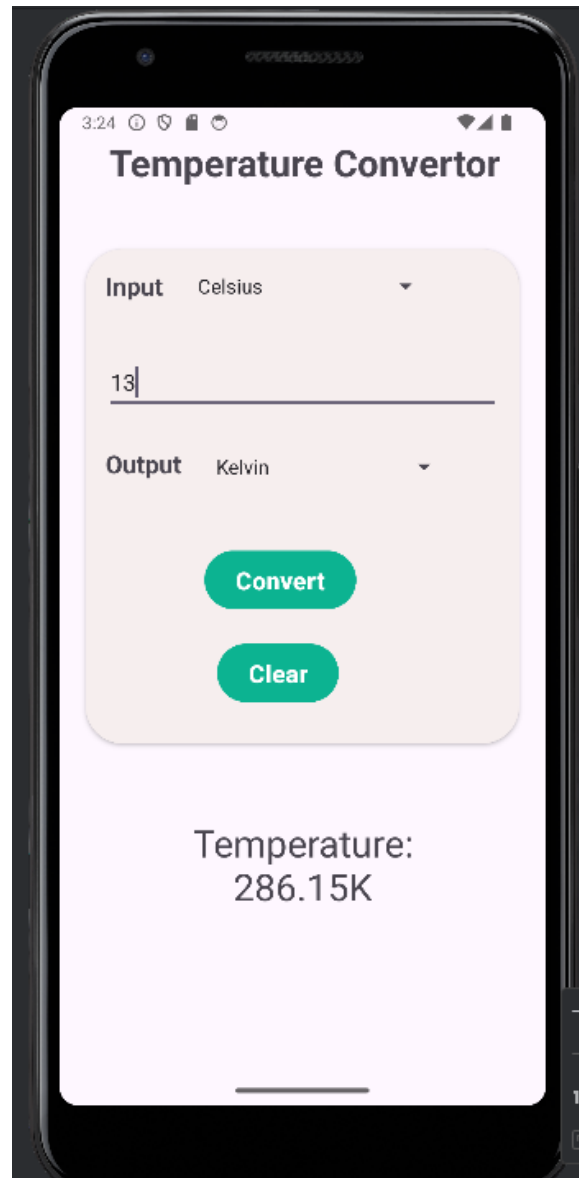 3:24
Temperature Convertor
Input Celsius
13
Output Kelvin
Convert
Clear
Temperature:
286.15K